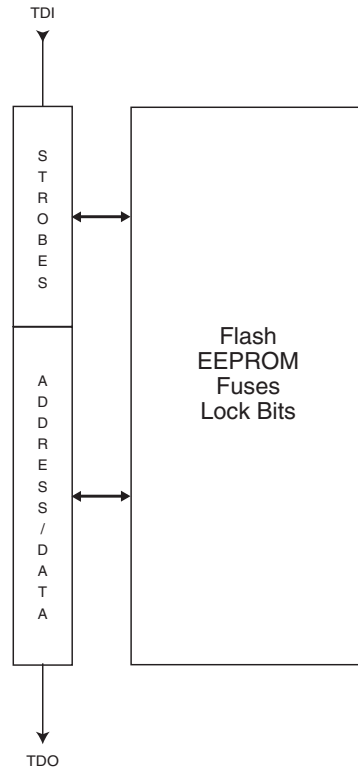 TDI
STROBES
ADDRESS/DATA
Flash
EEPROM
Fuses
Lock Bits
TDO